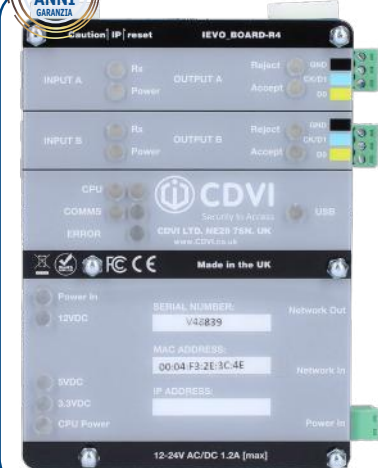 ANNI
GARANZIA
Caution IP reset
IEVO_BOARD-R4
INPUT A
Rx
Power
OUTPUT A
Reject
Accept
GND
CK/D1
D0
INPUT B
Rx
Power
OUTPUT B
Reject
Accept
GND
CK/D1
D0
CPU
COMMS
ERROR
CDVI
Security to Access
CDVI LTD. NE20 7SN. UK
www.CDVI.co.uk
USB
FC CE
Made in the UK
Power In
12VDC
5VDC
3.3VDC
CPU Power
SERIAL NUMBER:
V48839
MAC ADDRESS:
00:04:F3:2E:3C:4E
IP ADDRESS:
Network Out
Network In
Power In
12-24V AC/DC 1.2A [max]